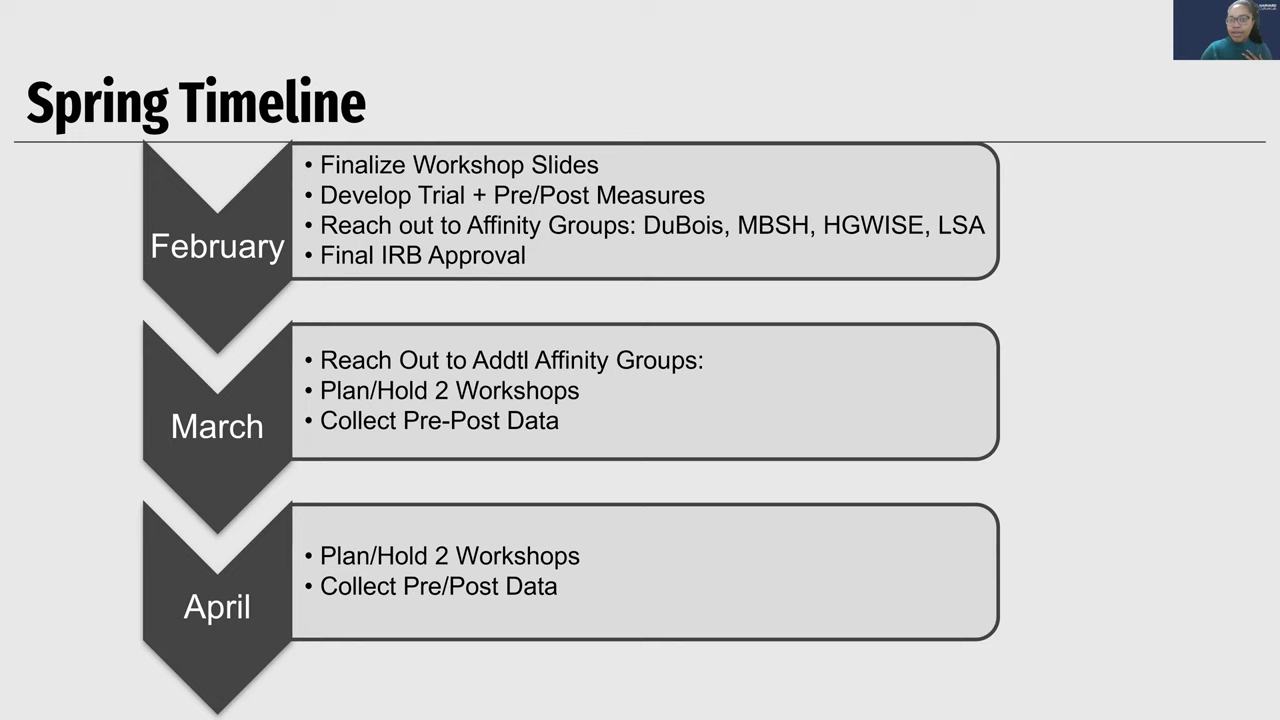 Spring Timeline
February
• Finalize Workshop Slides
• Develop Trial + Pre/Post Measures
• Reach out to Affinity Groups: DuBois, MBSH, HGWISE, LSA
• Final IRB Approval
March
• Reach Out to Addtl Affinity Groups:
• Plan/Hold 2 Workshops
• Collect Pre-Post Data
April
• Plan/Hold 2 Workshops
• Collect Pre/Post Data